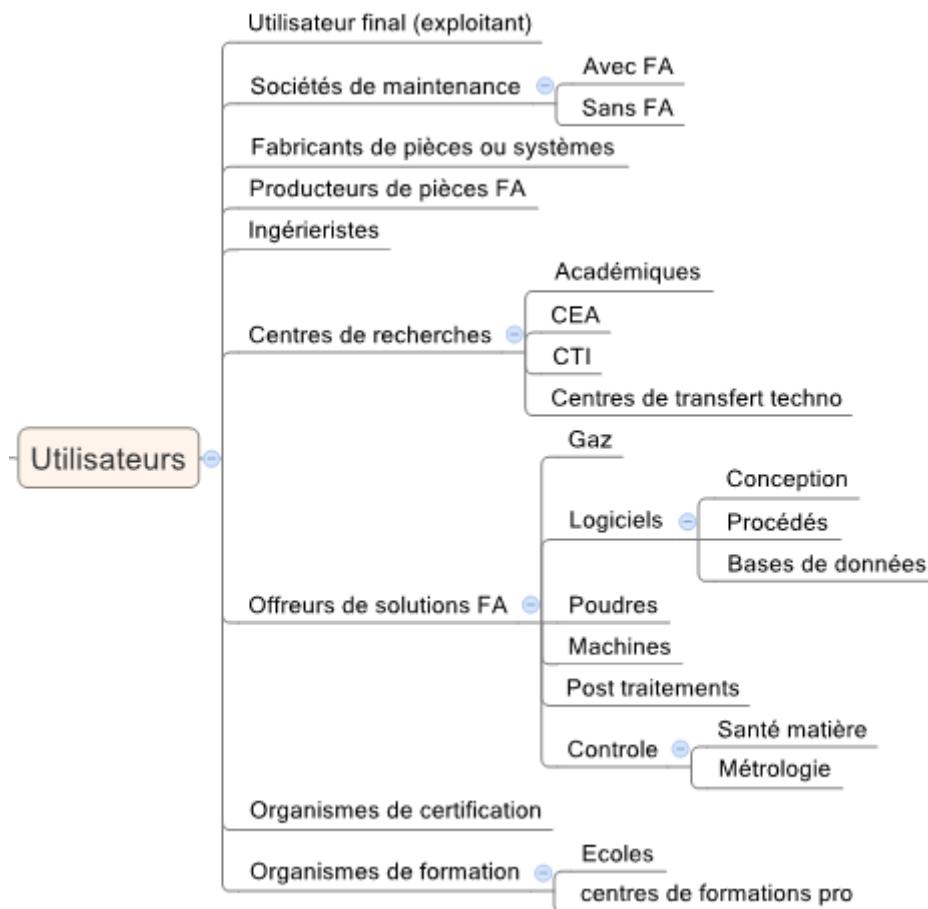 Utilisateur final (exploitant)
Sociétés de maintenance
Avec FA
Sans FA
Fabricants de pièces ou systèmes
Producteurs de pièces FA
Ingérieristes
Centres de recherches
Académiques
CEA
CTI
Centres de transfert techno
Utilisateurs
Offreurs de solutions FA
Gaz
Logiciels
Conception
Procédés
Bases de données
Poudres
Machines
Post traitements
Controle
Santé matière
Métrologie
Organismes de certification
Organismes de formation
Ecoles
centres de formations pro